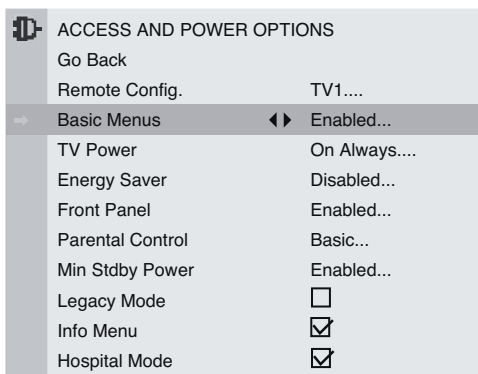 ACCESS AND POWER OPTIONS
Go Back
Remote Config. TV1....
Basic Menus Enabled...
TV Power On Always....
Energy Saver Disabled...
Front Panel Enabled...
Parental Control Basic...
Min Stdby Power Enabled...
Legacy Mode
Info Menu
Hospital Mode